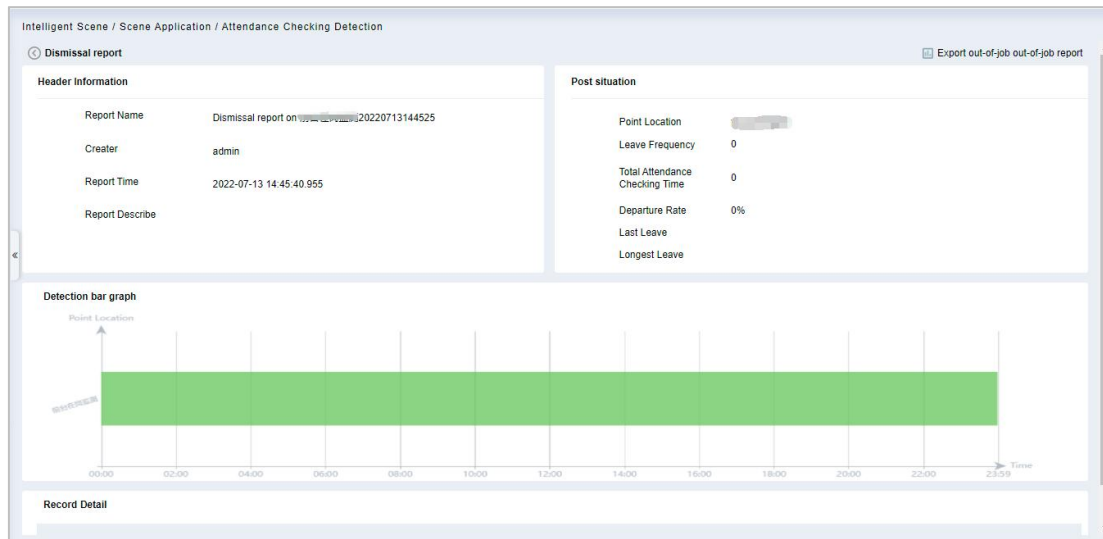 Intelligent Scene / Scene Application / Attendance Checking Detection
Dismissal report
Export out-of-job out-of-job report
Header Information
Report Name
Dismissal report on 20220713144525
Creater
admin
Report Time
2022-07-13 14:45:40.955
Report Describe
Post situation
Point Location
Leave Frequency
0
Total Attendance
Checking Time
0
Departure Rate
0%
Last Leave
Longest Leave
«
Detection bar graph
Point Location
00:00 02:00 04:00 06:00 08:00 10:00 12:00 14:00 16:00 18:00 20:00 22:00 23:59
Time
Record Detail